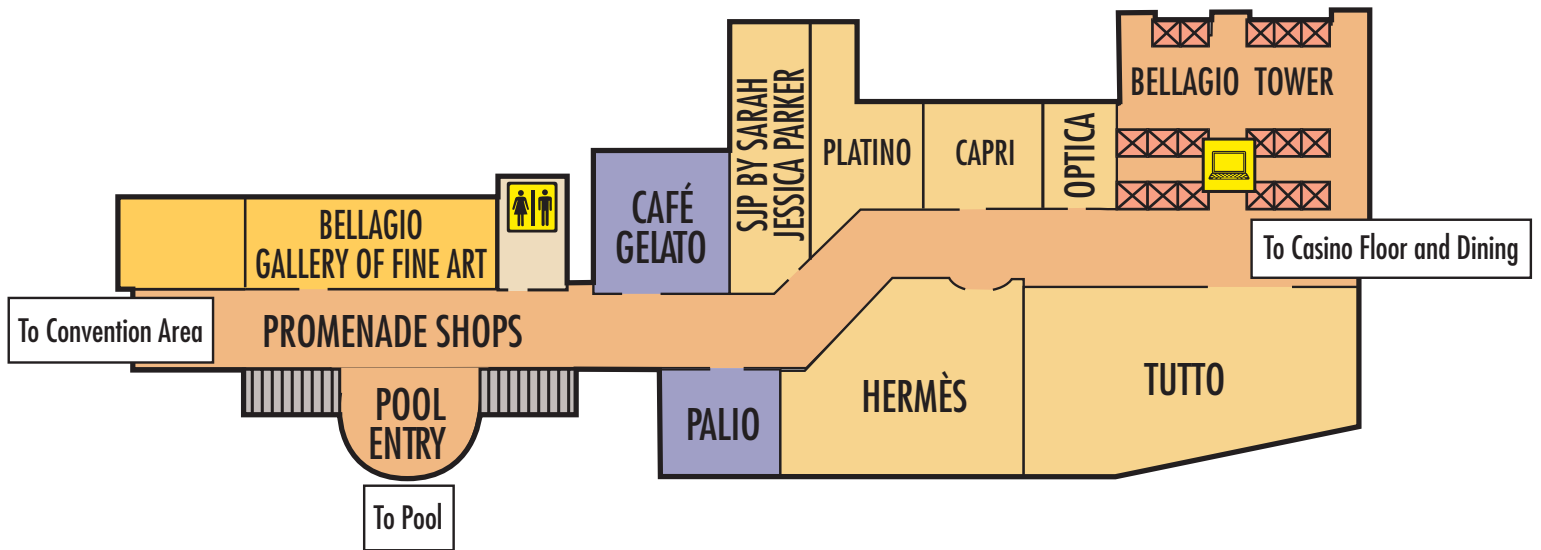 BELLAGIO TOWER
SJP BY SARAH
JESSICA PARKER
PLATINO
CAPRI
OPTICA
CAFÉ
GELATO
BELLAGIO
GALLERY OF FINE ART
To Casino Floor and Dining
To Convention Area
PROMENADE SHOPS
POOL
ENTRY
PALIO
HERMÈS
TUTTO
To Pool